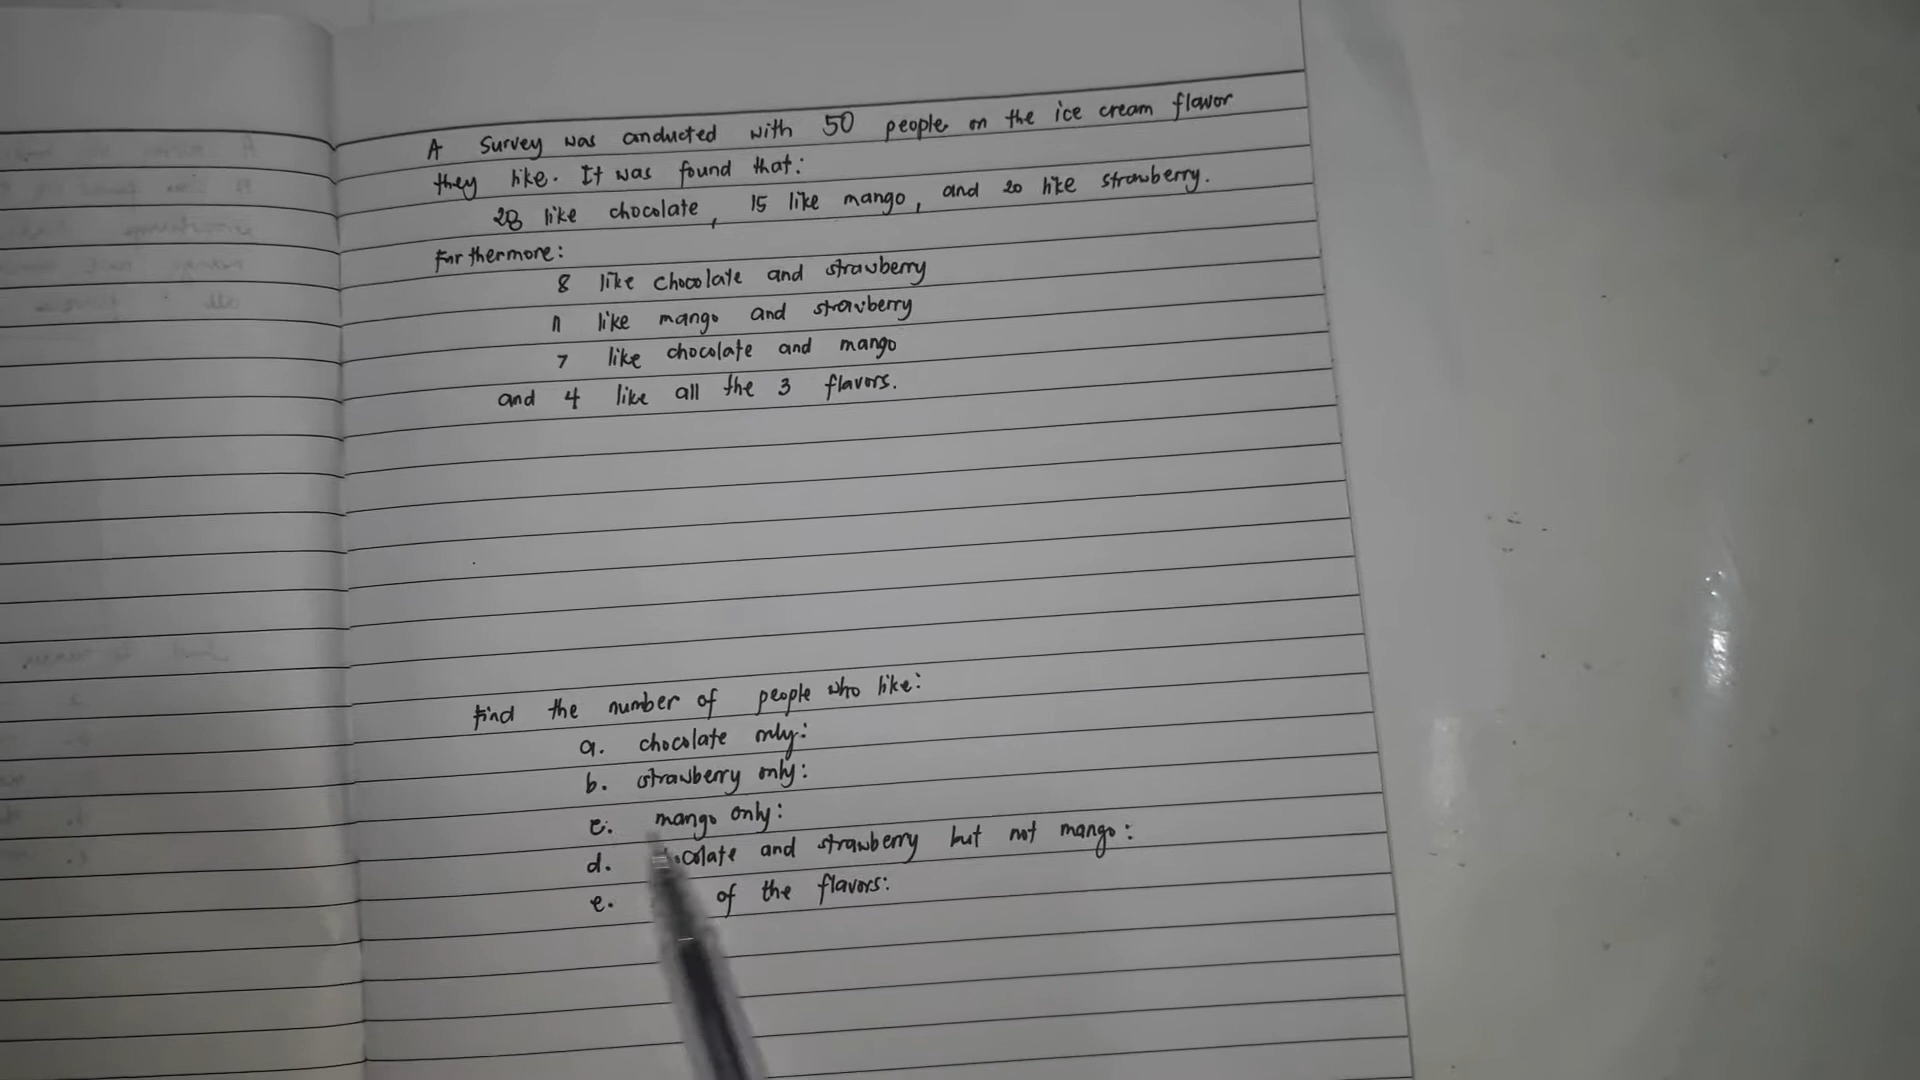 A survey was conducted with 50 people on the ice cream flavor
they like. It was found that:
28 like chocolate, 15 like mango, and 20 like strawberry.
Furthermore:
8 like chocolate and strawberry
11 like mango and strawberry
7 like chocolate and mango
and 4 like all the 3 flavors.
Find the number of people who like:
a. chocolate only:
b. strawberry only:
c. mango only:
d. and strawberry but not mango:
e. of the flavors: